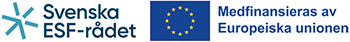 Svenska
ESF-rådet
Medfinansieras av
Europeiska unionen